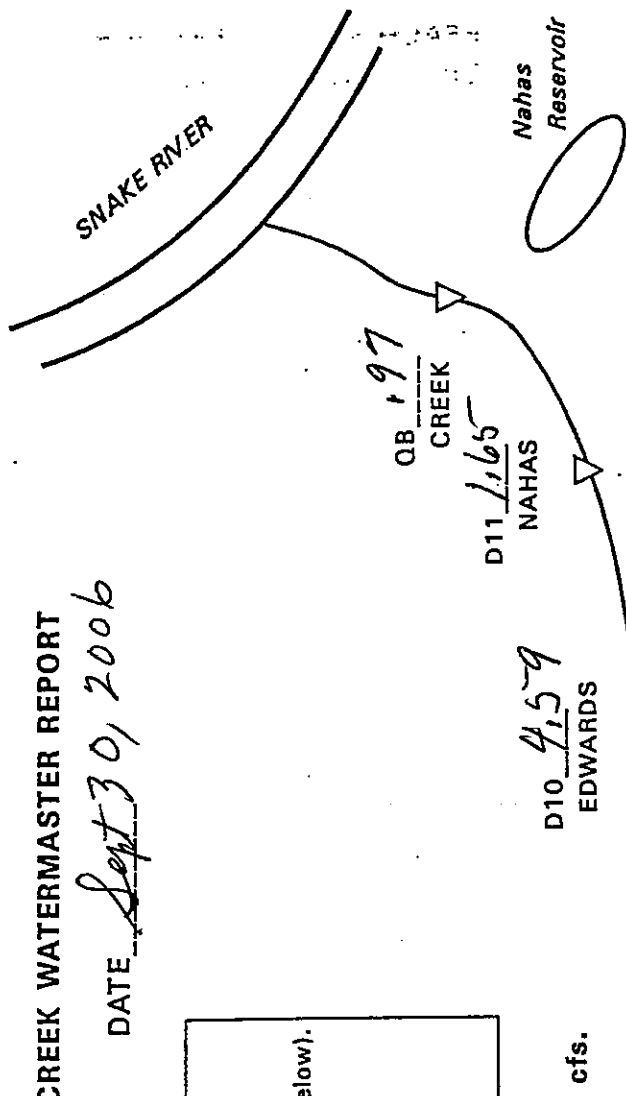 CREEK WATERMASTER REPORT
DATE Sept 30, 2006
elow).
cfs.
SNAKE RIVER
QB .97
CREEK
D11 1.65
NAHAS
D10 4.59
EDWARDS
Nahas
Reservoir